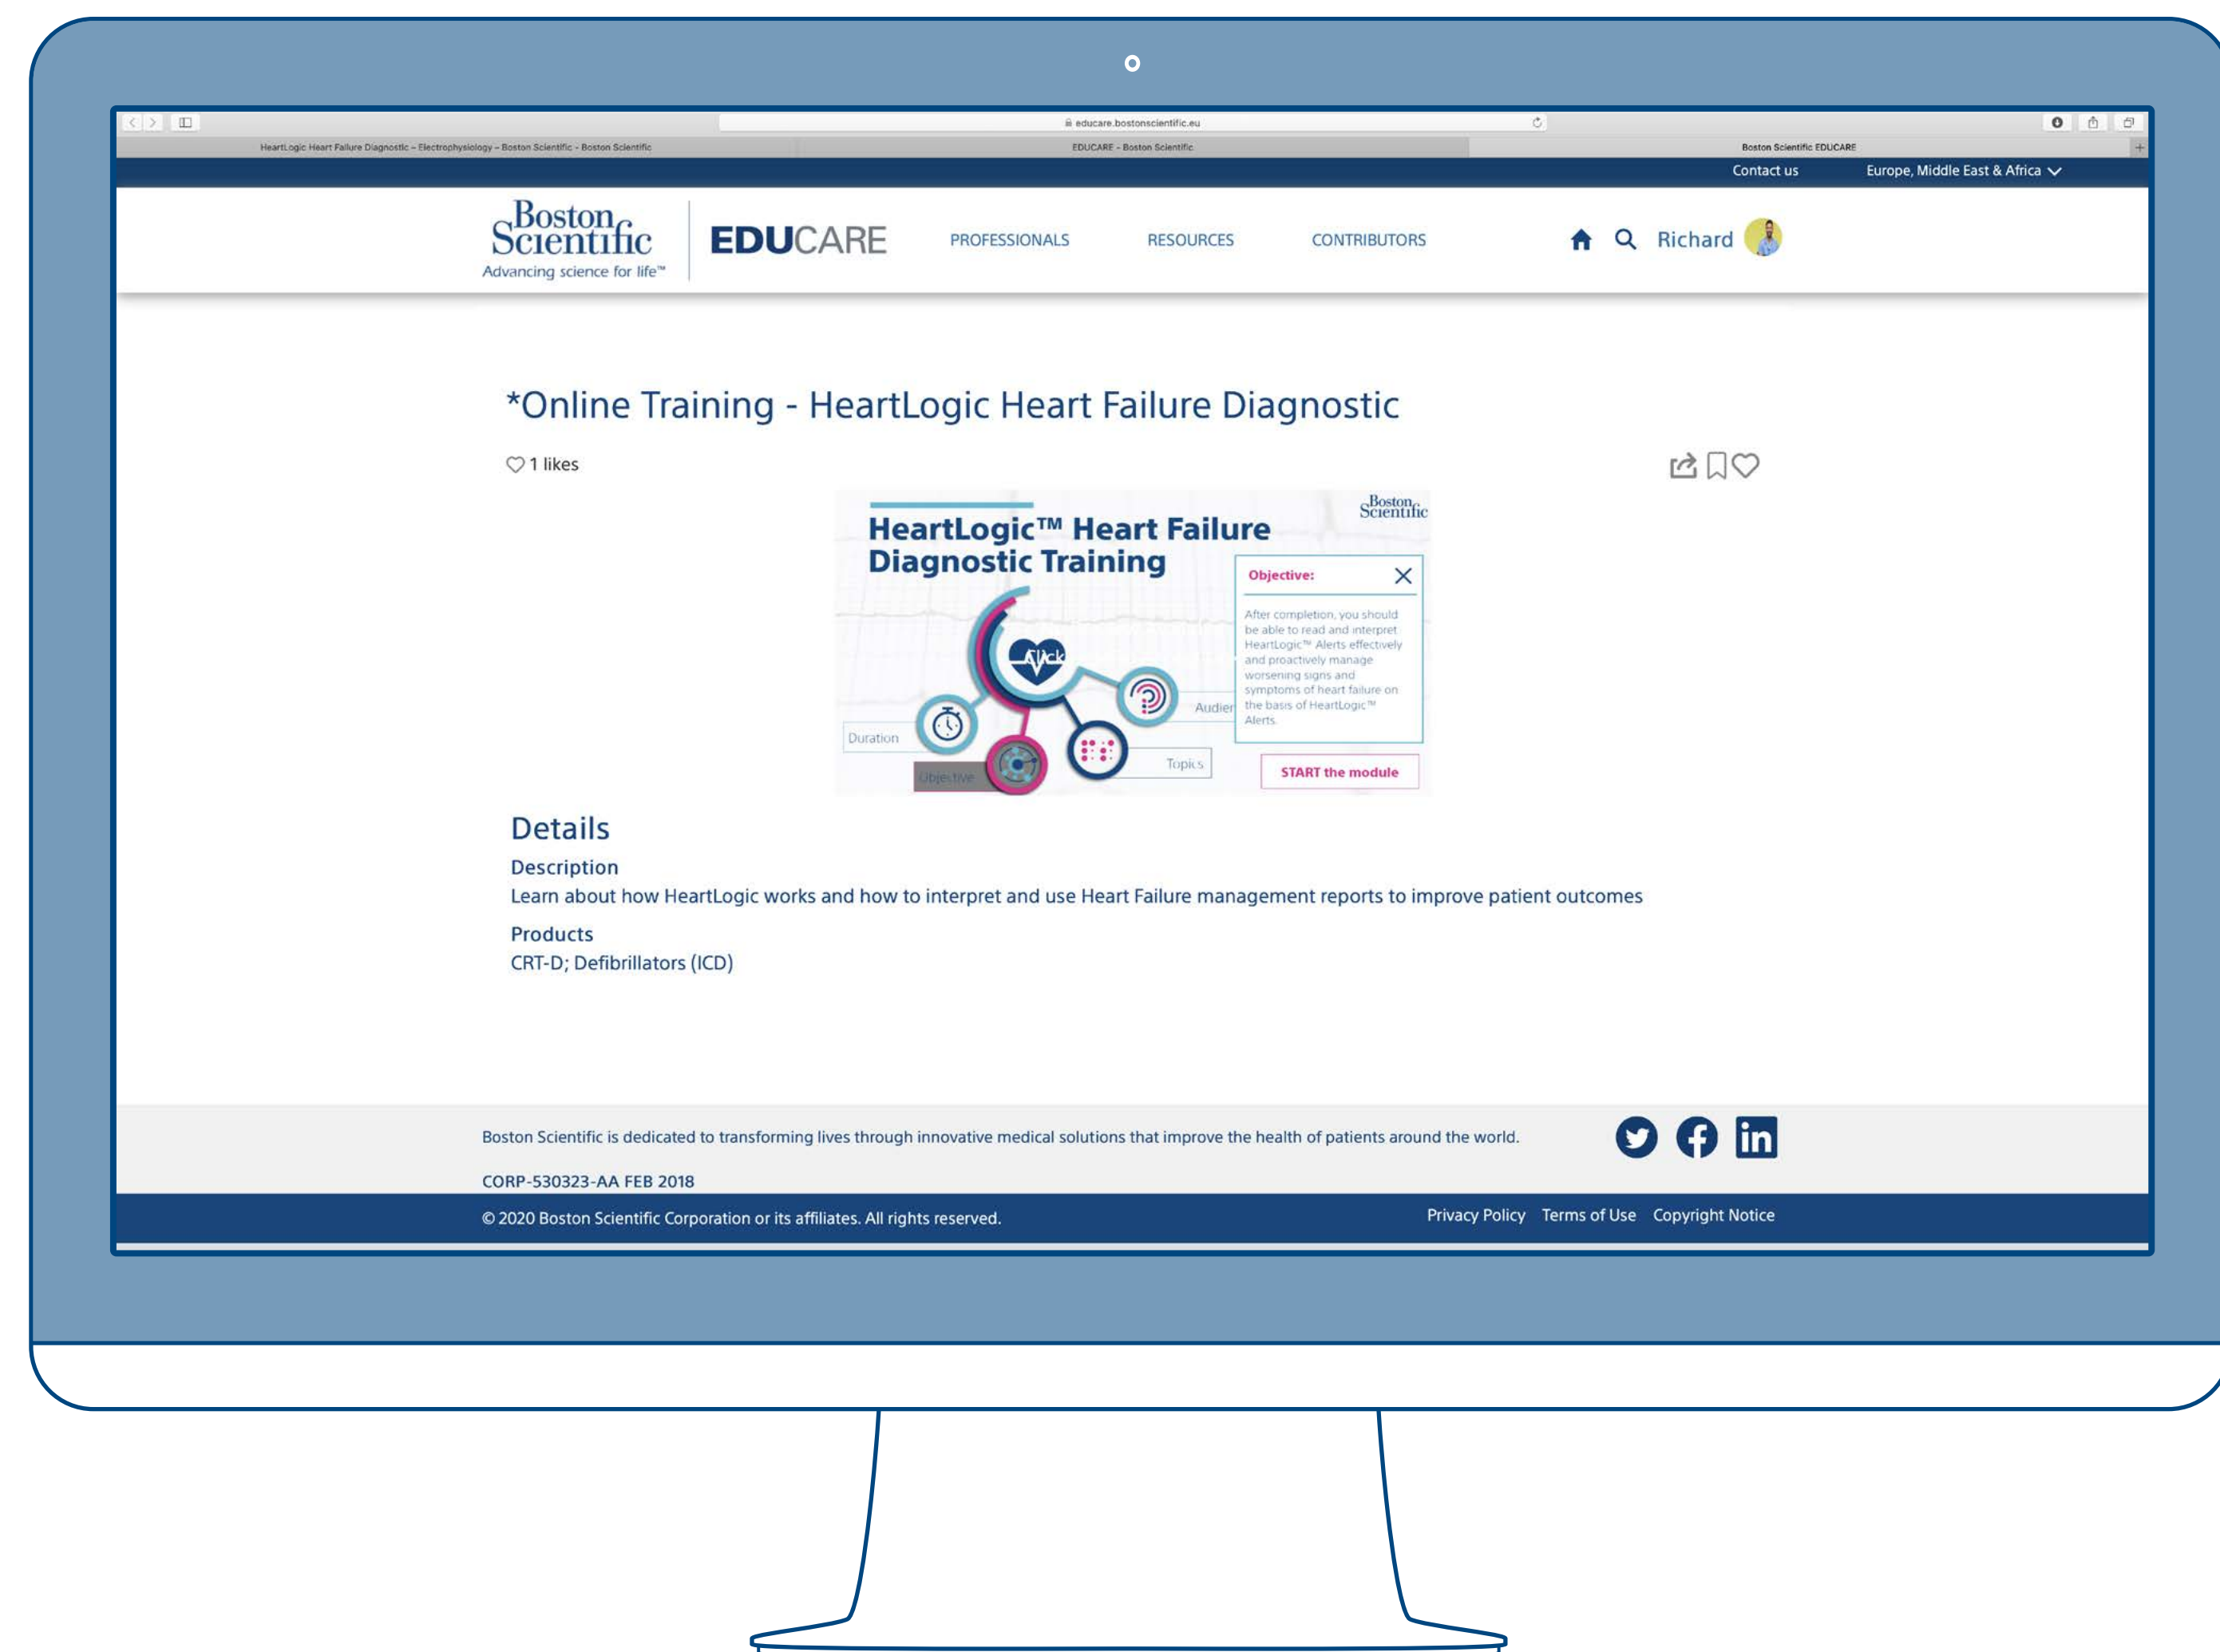 educare.bostonscientific.eu
HeartLogic Heart Failure Diagnostic – Electrophysiology – Boston Scientific - Boston Scientific
EDUCARE - Boston Scientific
Boston Scientific EDUCARE
Contact us
Europe, Middle East & Africa
Boston
Scientific
Advancing science for life™
EDUCARE
PROFESSIONALS
RESOURCES
CONTRIBUTORS
Richard
*Online Training - HeartLogic Heart Failure Diagnostic
1 likes
Boston
Scientific
HeartLogic™ Heart Failure
Diagnostic Training
Objective:
After completion, you should
be able to read and interpret
HeartLogic™ Alerts effectively
and proactively manage
worsening signs and
symptoms of heart failure on
the basis of HeartLogic™
Alerts.
Click
Audien
Duration
Topics
Objective
START the module
Details
Description
Learn about how HeartLogic works and how to interpret and use Heart Failure management reports to improve patient outcomes
Products
CRT-D; Defibrillators (ICD)
Boston Scientific is dedicated to transforming lives through innovative medical solutions that improve the health of patients around the world.
in
CORP-530323-AA FEB 2018
© 2020 Boston Scientific Corporation or its affiliates. All rights reserved.
Privacy Policy Terms of Use Copyright Notice